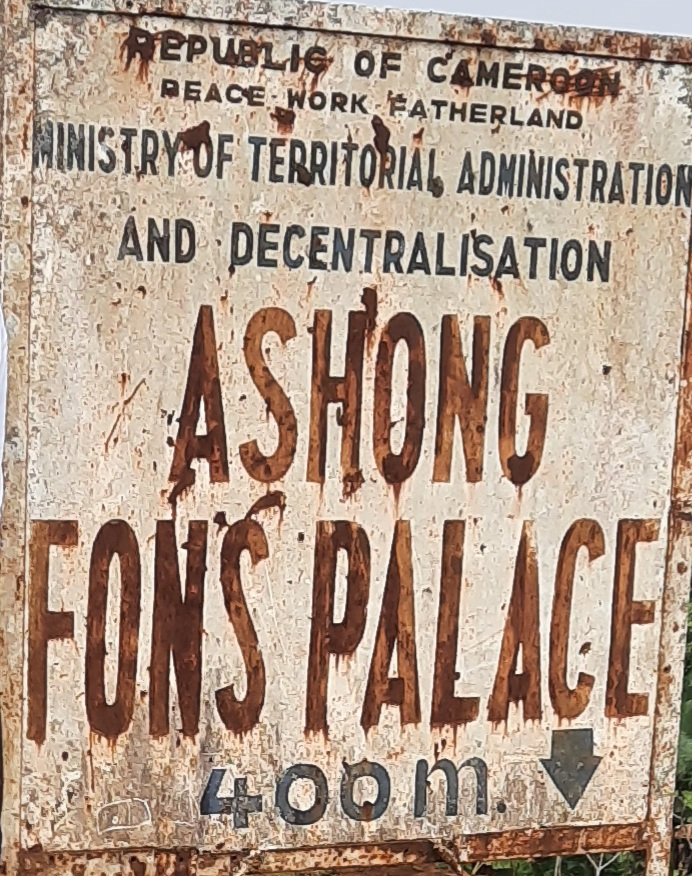 REPUBLIC OF CAMEROON
PEACE-WORK FATHERLAND
MINISTRY OF TERRITORIAL ADMINISTRATION
AND DECENTRALISATION
ASHONG
FON'S PALACE
400m.